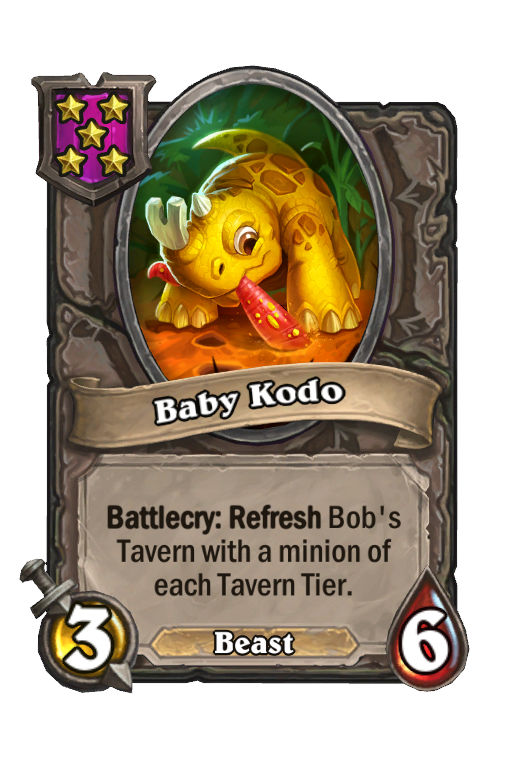 Baby Kodo
Battlecry: Refresh Bob's
Tavern with a minion of
each Tavern Tier.
Beast
3
6